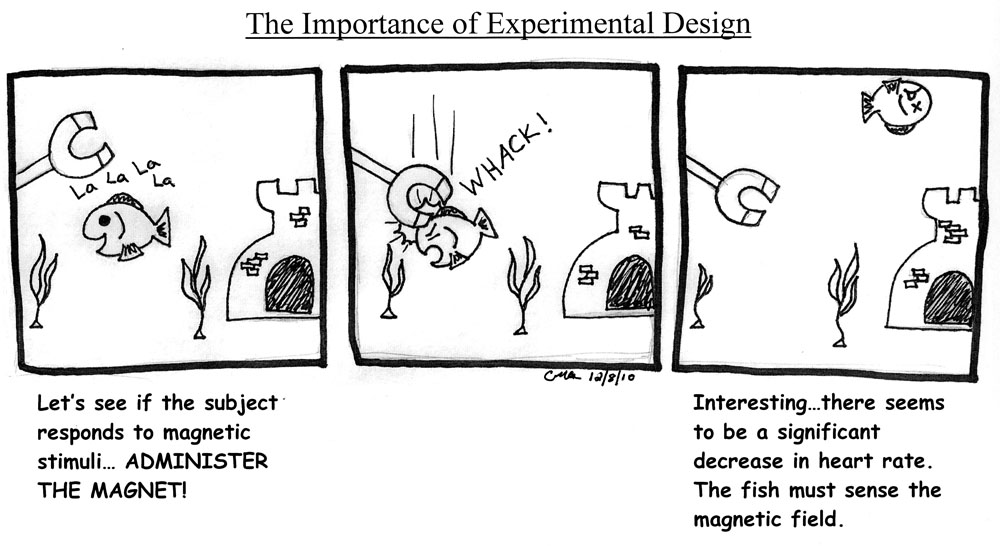 The Importance of Experimental Design
La La La La
WHACK!
12/8/10
Let's see if the subject
responds to magnetic
stimuli... ADMINISTER
THE MAGNET!
Interesting...there seems
to be a significant
decrease in heart rate.
The fish must sense the
magnetic field.